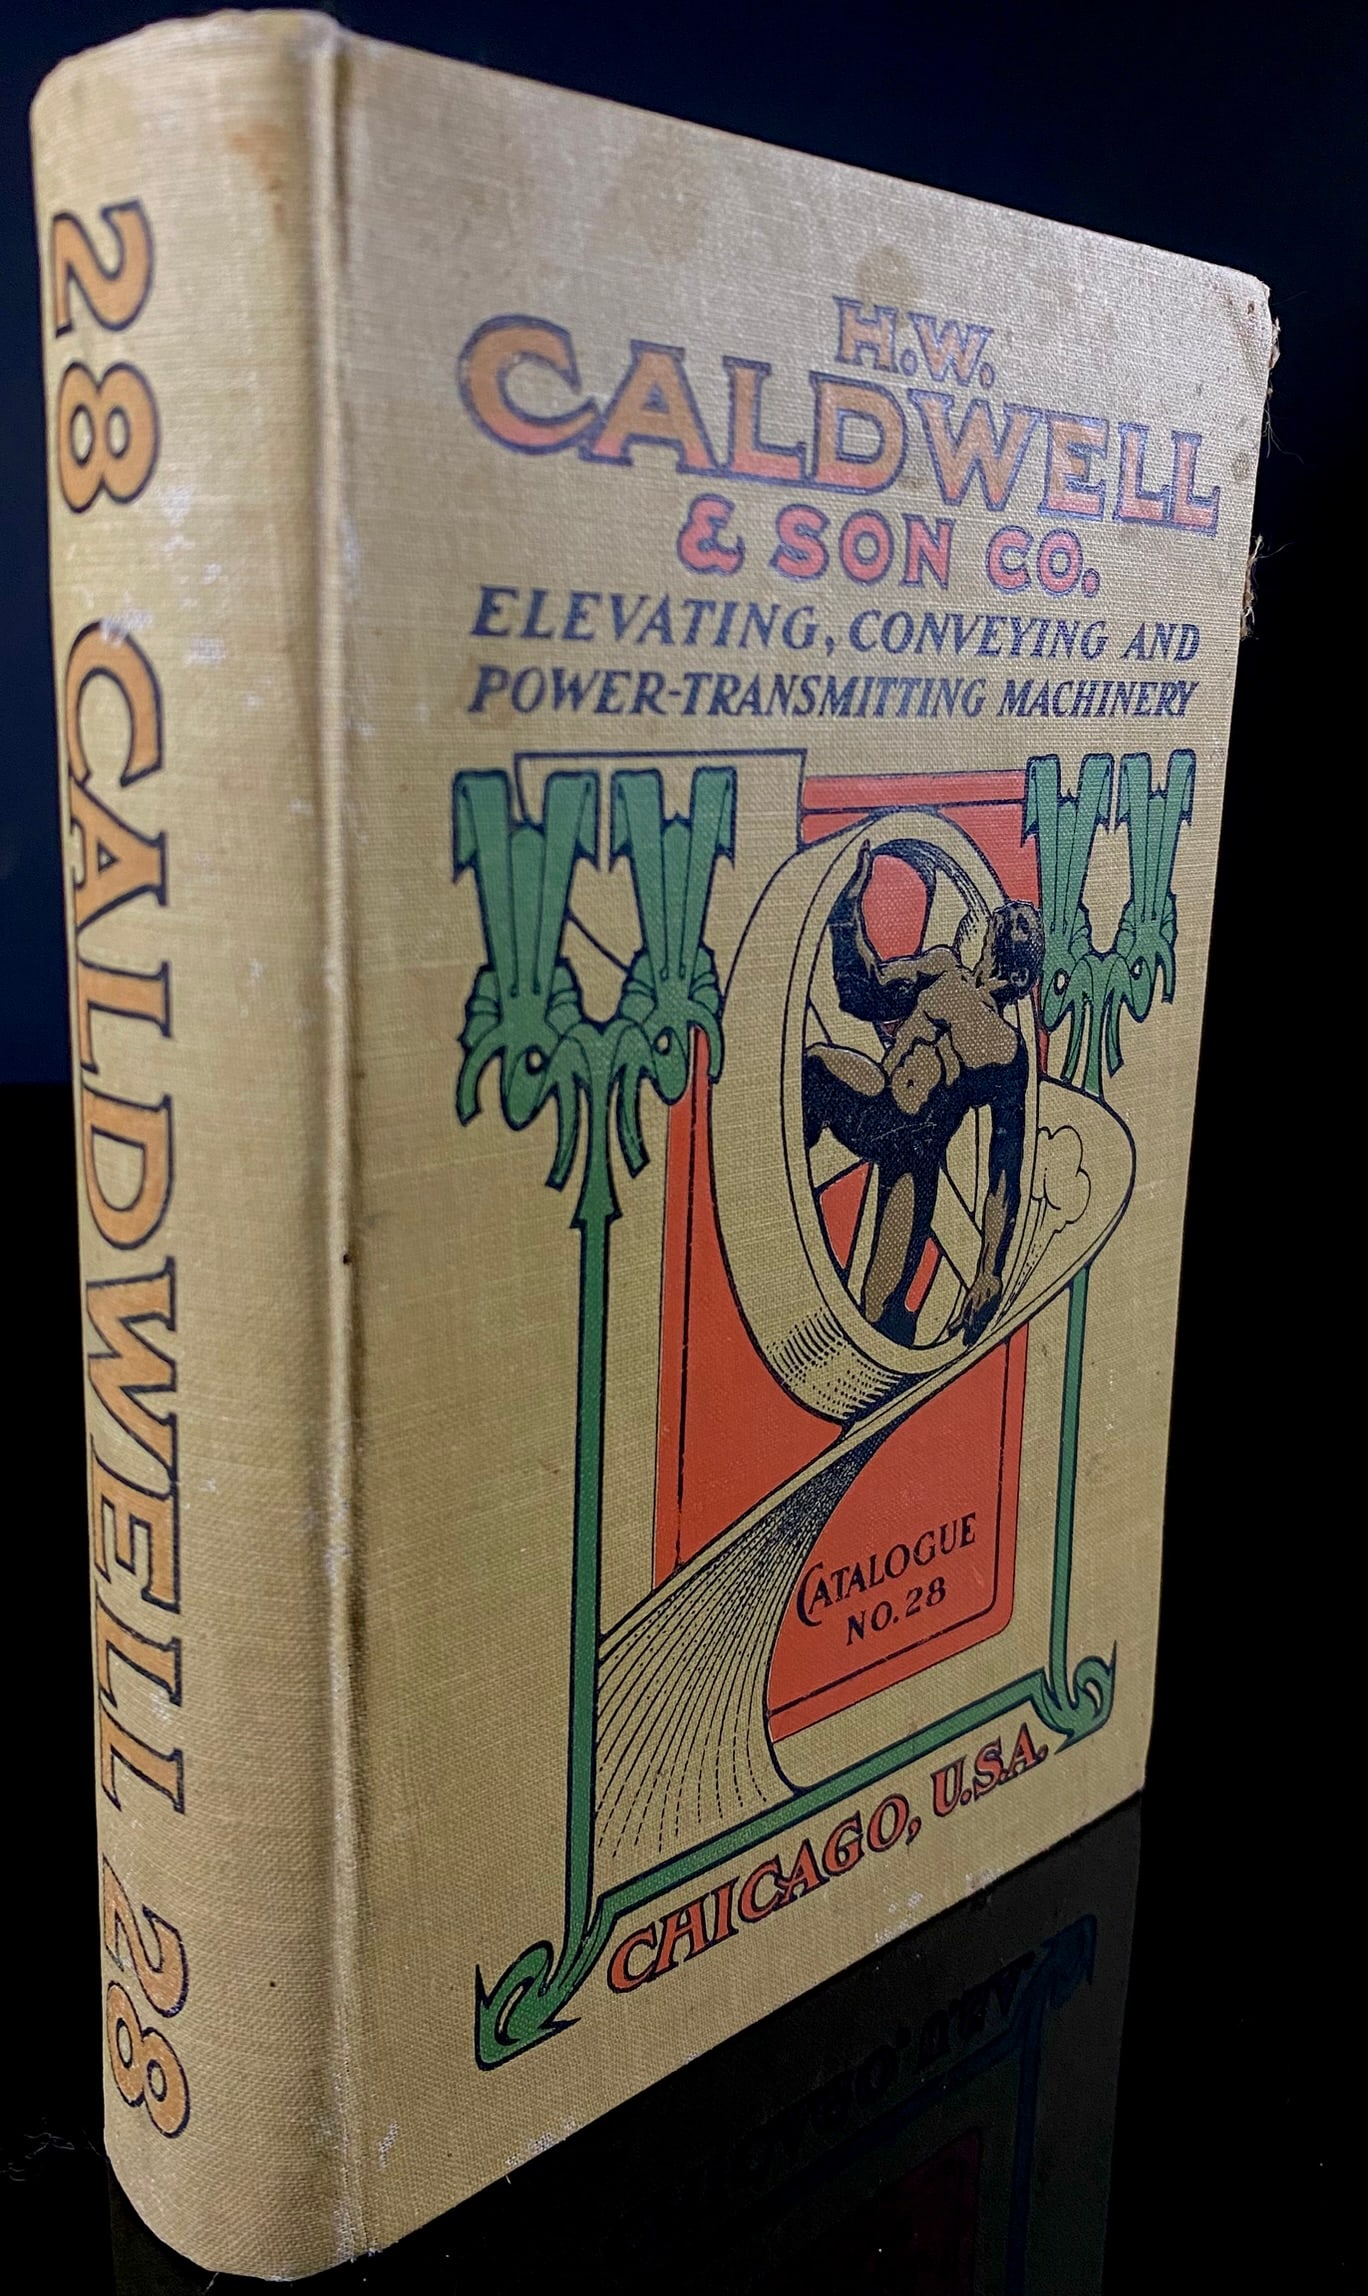 28 CALDWELL 28
H.W.
CALDWELL
& SON CO.
ELEVATING, CONVEYING AND
POWER-TRANSMITTING MACHINERY
CATALOGUE
NO. 28
CHICAGO, U.S.A.